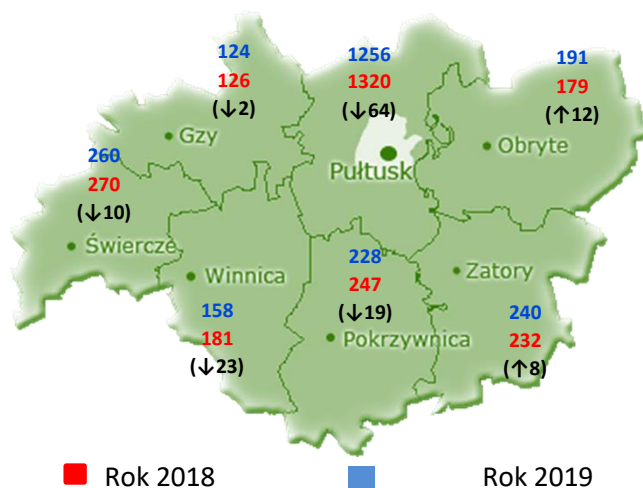 124
126
(↓2)
Gzy
1256
1320
(↓64)
Pułtusk
191
179
(↑12)
Obryte
260
270
(↓10)
Świercze
Winnica
158
181
(↓23)
228
247
(↓19)
Pokrzywnica
Zatory
240
232
(↑8)
Rok 2018
Rok 2019